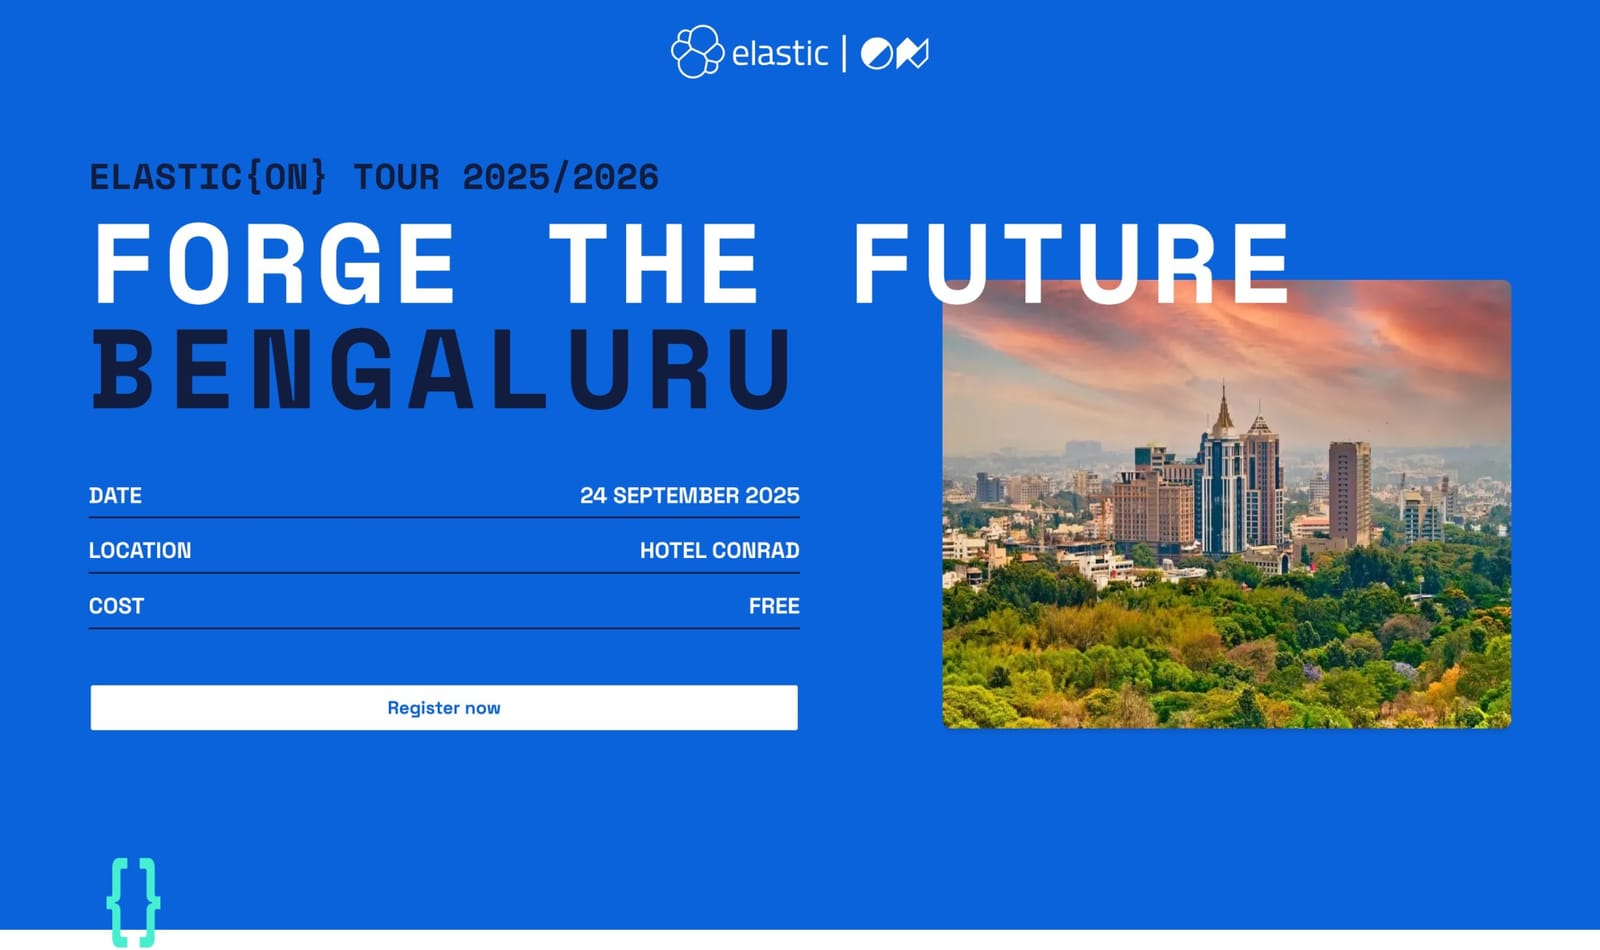 elastic | ON
ELASTIC{ON} TOUR 2025/2026
FORGE THE FUTURE
BENGALURU
DATE 24 SEPTEMBER 2025
LOCATION HOTEL CONRAD
COST FREE
Register now
{}